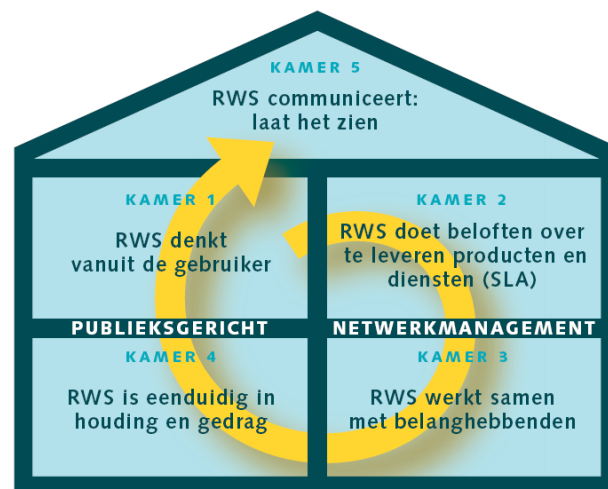 KAMER 5
RWS communiceert:
laat het zien
KAMER 1
RWS denkt
vanuit de gebruiker
KAMER 2
RWS doet beloften over
te leveren producten en
diensten (SLA)
PUBLIEKSGERICHT NETWERKMANAGEMENT
KAMER 4
RWS is eenduidig in
houding en gedrag
KAMER 3
RWS werkt samen
met belanghebbenden